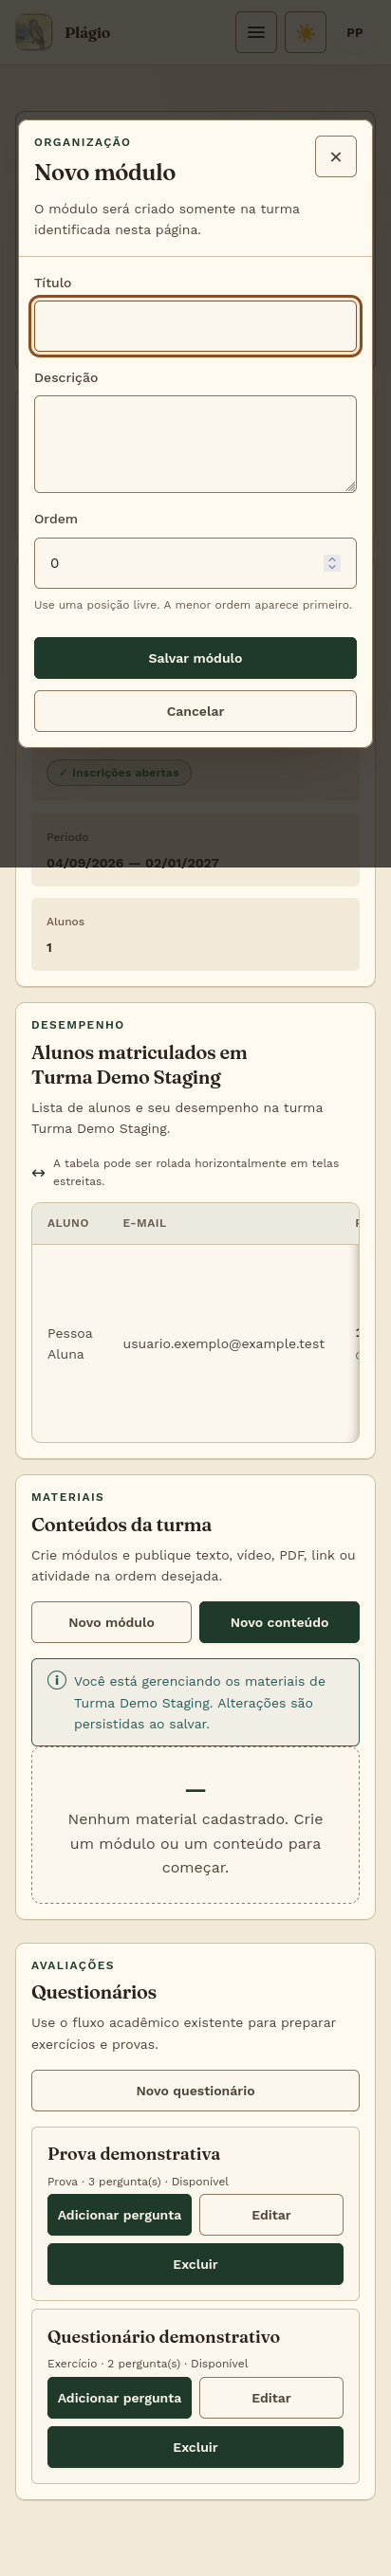 Plágio
PP
ORGANIZAÇÃO
Novo módulo
O módulo será criado somente na turma
identificada nesta página.
Título
Descrição
Ordem
0
Use uma posição livre. A menor ordem aparece primeiro.
Salvar módulo
Cancelar
✓ Inscrições abertas
Período
04/09/2026 — 02/01/2027
Alunos
1
DESEMPENHO
Alunos matriculados em
Turma Demo Staging
Lista de alunos e seu desempenho na turma
Turma Demo Staging.
A tabela pode ser rolada horizontalmente em telas
estreitas.
ALUNO E-MAIL
Pessoa
Aluna
usuario.exemplo@example.test
MATERIAIS
Conteúdos da turma
Crie módulos e publique texto, vídeo, PDF, link ou
atividade na ordem desejada.
Novo módulo Novo conteúdo
Você está gerenciando os materiais de
Turma Demo Staging. Alterações são
persistidas ao salvar.
—
Nenhum material cadastrado. Crie
um módulo ou um conteúdo para
começar.
AVALIAÇÕES
Questionários
Use o fluxo acadêmico existente para preparar
exercícios e provas.
Novo questionário
Prova demonstrativa
Prova · 3 pergunta(s) · Disponível
Adicionar pergunta Editar
Excluir
Questionário demonstrativo
Exercício · 2 pergunta(s) · Disponível
Adicionar pergunta Editar
Excluir